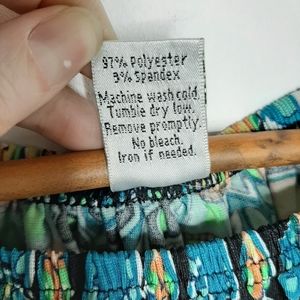 97% Polyester
3% Spandex
Machine wash cold.
Tumble dry low.
Remove promptly.
No bleach.
Iron if needed.